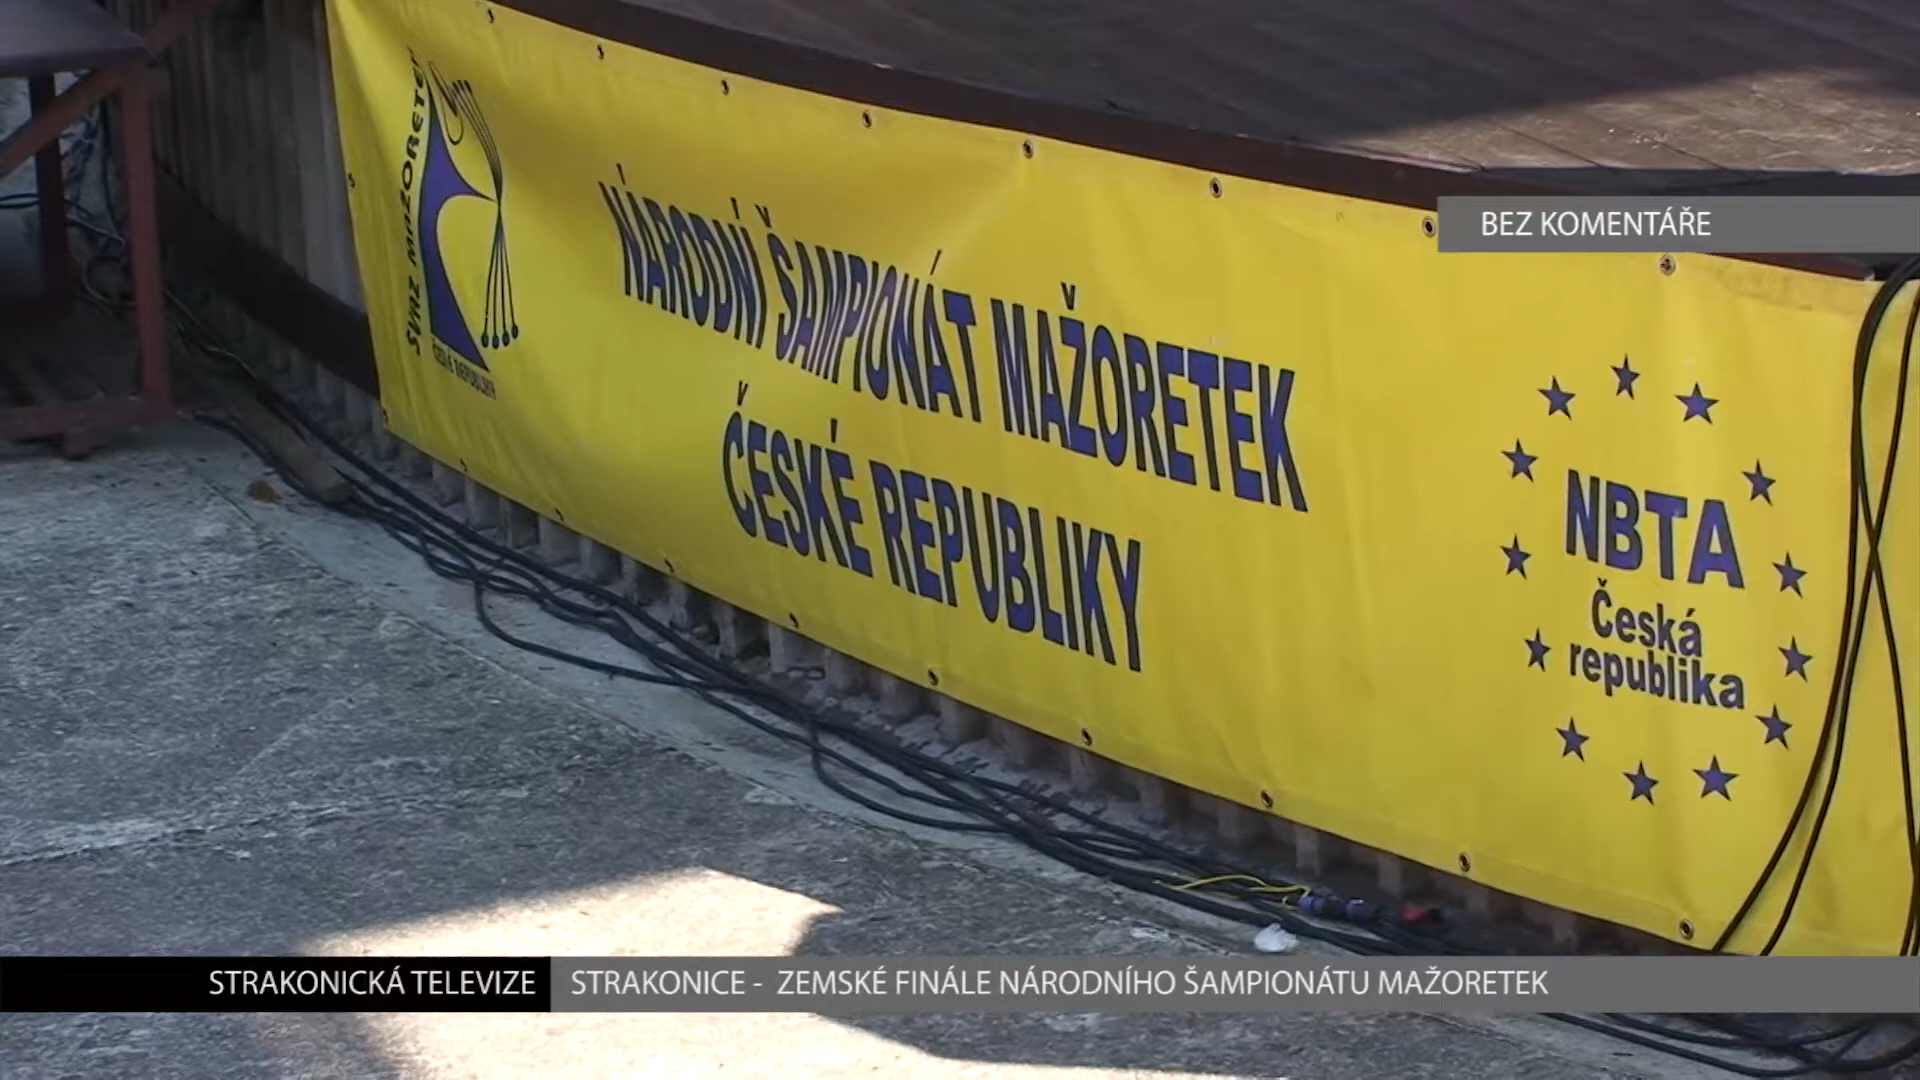 SVAZ MAŽORETEK
ČESKÉ REPUBLIKY
NÁRODNÍ ŠAMPIONÁT MAŽORETEK
ČESKÉ REPUBLIKY
BEZ KOMENTÁŘE
NBTA
Česká
republika
STRAKONICKÁ TELEVIZE
STRAKONICE - ZEMSKÉ FINÁLE NÁRODNÍHO ŠAMPIONÁTU MAŽORETEK